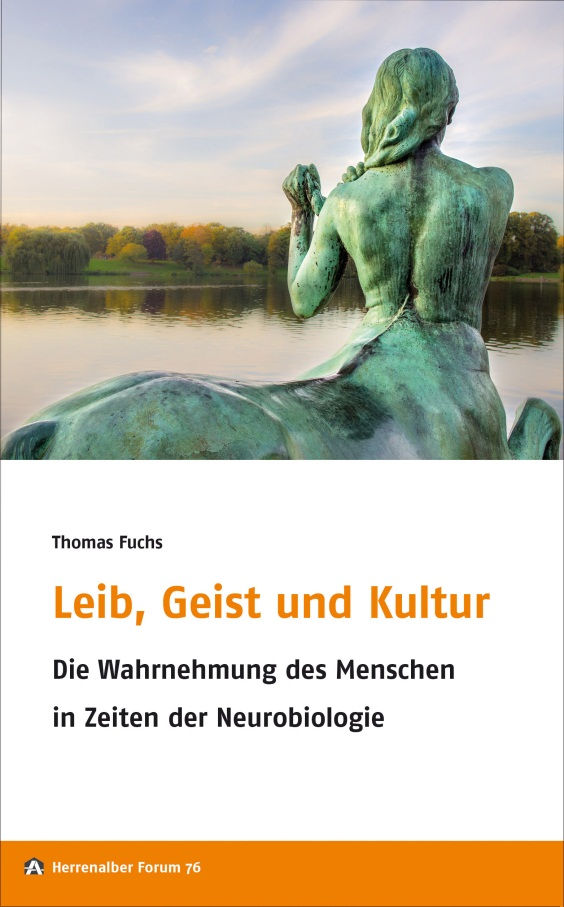 Thomas Fuchs
Leib, Geist und Kultur
Die Wahrnehmung des Menschen
in Zeiten der Neurobiologie
Herrenalber Forum 76